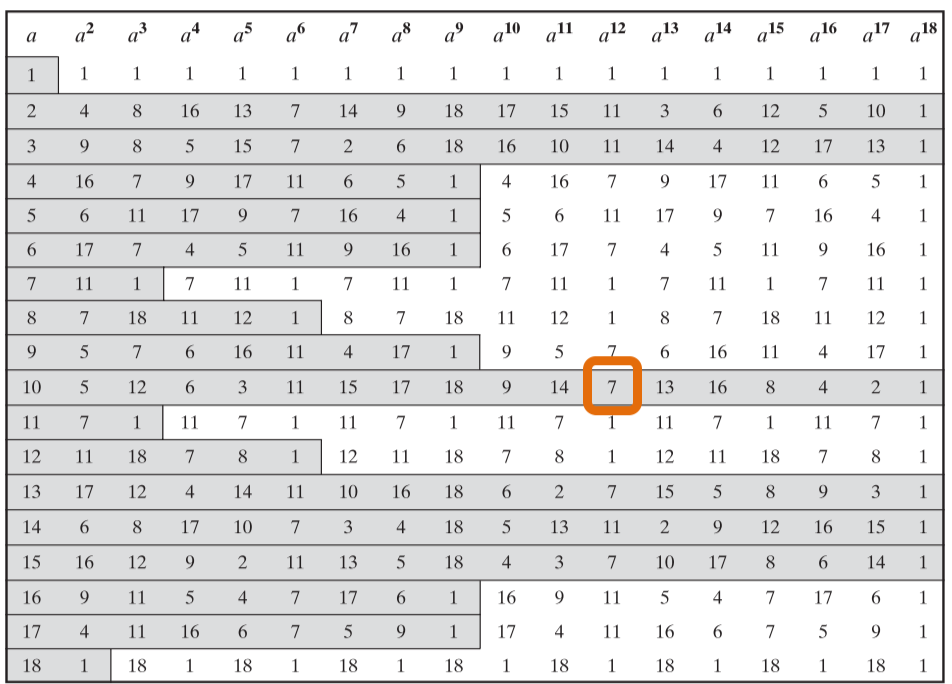 a a² a³ a⁴ a⁵ a⁶ a⁷ a⁸ a⁹ a¹⁰ a¹¹ a¹² a¹³ a¹⁴ a¹⁵ a¹⁶ a¹⁷ a¹⁸
1 1 1 1 1 1 1 1 1 1 1 1 1 1 1 1 1 1
2 4 8 16 13 7 14 9 18 17 15 11 3 6 12 5 10 1
3 9 8 5 15 7 2 6 18 16 10 11 14 4 12 17 13 1
4 16 7 9 17 11 6 5 1 4 16 7 9 17 11 6 5 1
5 6 11 17 9 7 16 4 1 5 6 11 17 9 7 16 4 1
6 17 7 4 5 11 9 16 1 6 17 7 4 5 11 9 16 1
7 11 1 7 11 1 7 11 1 7 11 1 7 11 1 7 11 1
8 7 18 11 12 1 8 7 18 11 12 1 8 7 18 11 12 1
9 5 7 6 16 11 4 17 1 9 5 7 6 16 11 4 17 1
10 5 12 6 3 11 15 17 18 9 14 7 13 16 8 4 2 1
11 7 1 11 7 1 11 7 1 11 7 1 11 7 1 11 7 1
12 11 18 7 8 1 12 11 18 7 8 1 12 11 18 7 8 1
13 17 12 4 14 11 10 16 18 6 2 7 15 5 8 9 3 1
14 6 8 17 10 7 3 4 18 5 13 11 2 9 12 16 15 1
15 16 12 9 2 11 13 5 18 4 3 7 10 17 8 6 14 1
16 9 11 5 4 7 17 6 1 16 9 11 5 4 7 17 6 1
17 4 11 16 6 7 5 9 1 17 4 11 16 6 7 5 9 1
18 1 18 1 18 1 18 1 18 1 18 1 18 1 18 1 18 1